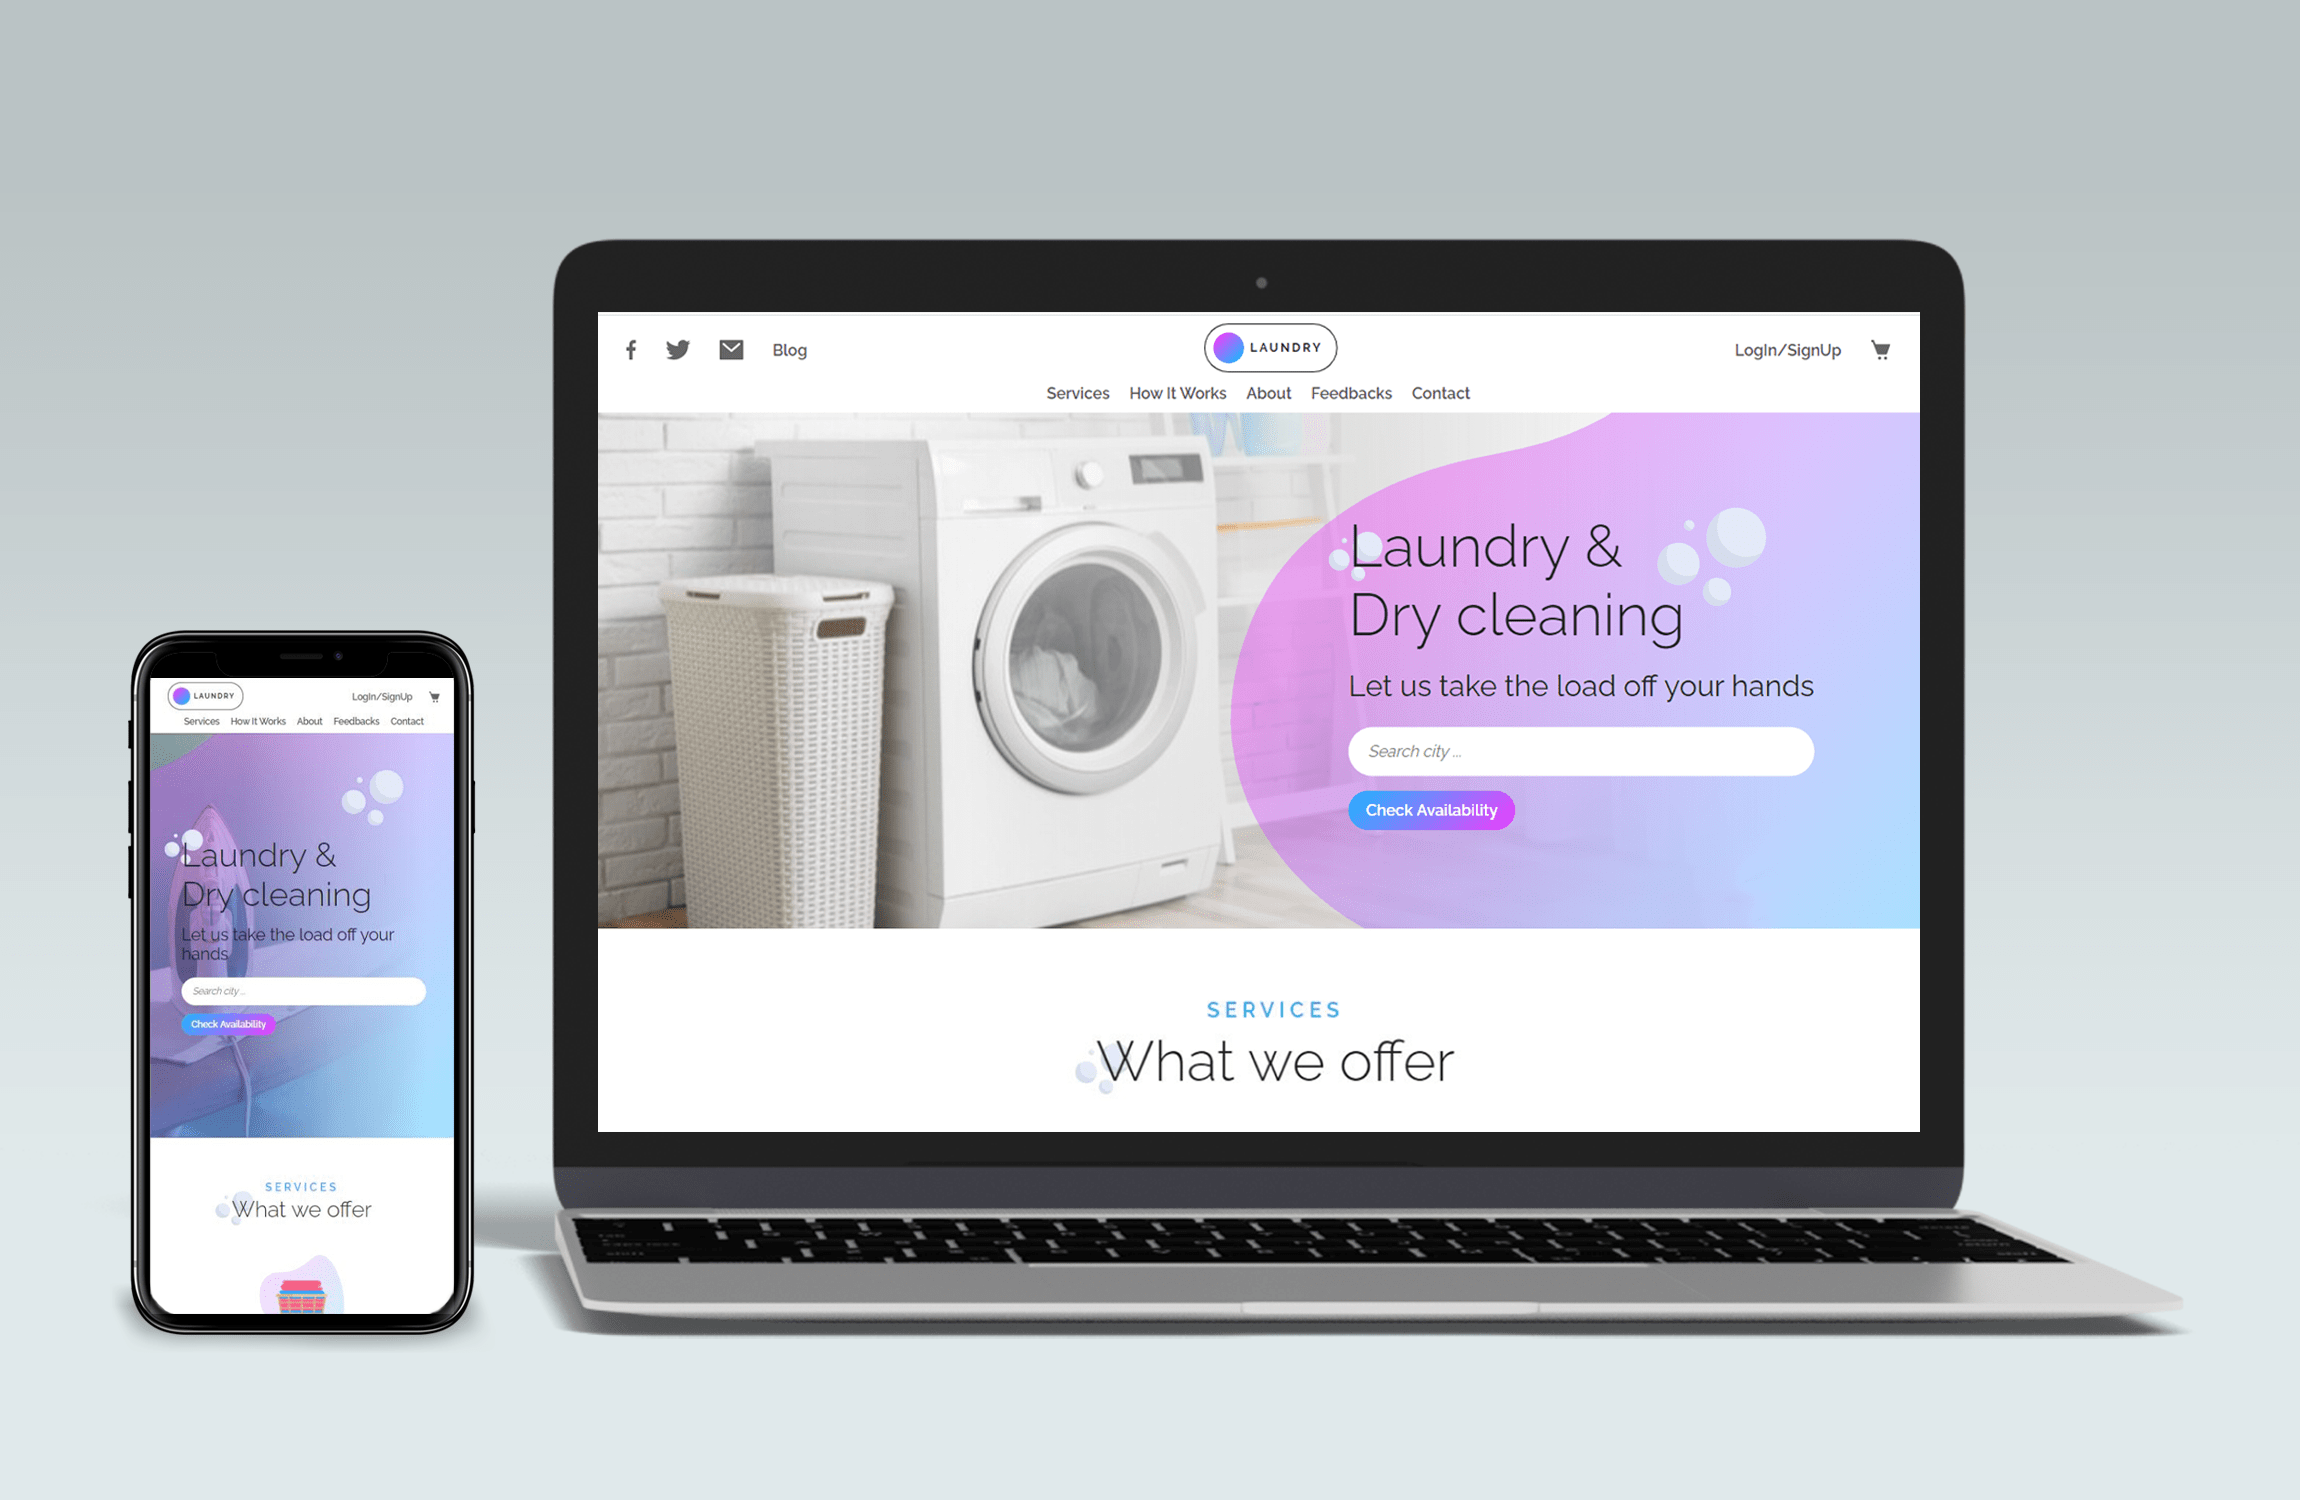 LAUNDRY
LogIn/SignUp
Services How It Works About Feedbacks Contact
Laundry &
Dry cleaning
Let us take the load off your
hands
Search city ...
Check Availability
SERVICES
What we offer
Blog
LAUNDRY
LogIn/SignUp
Services How It Works About Feedbacks Contact
Laundry &
Dry cleaning
Let us take the load off your hands
Search city ...
Check Availability
SERVICES
What we offer